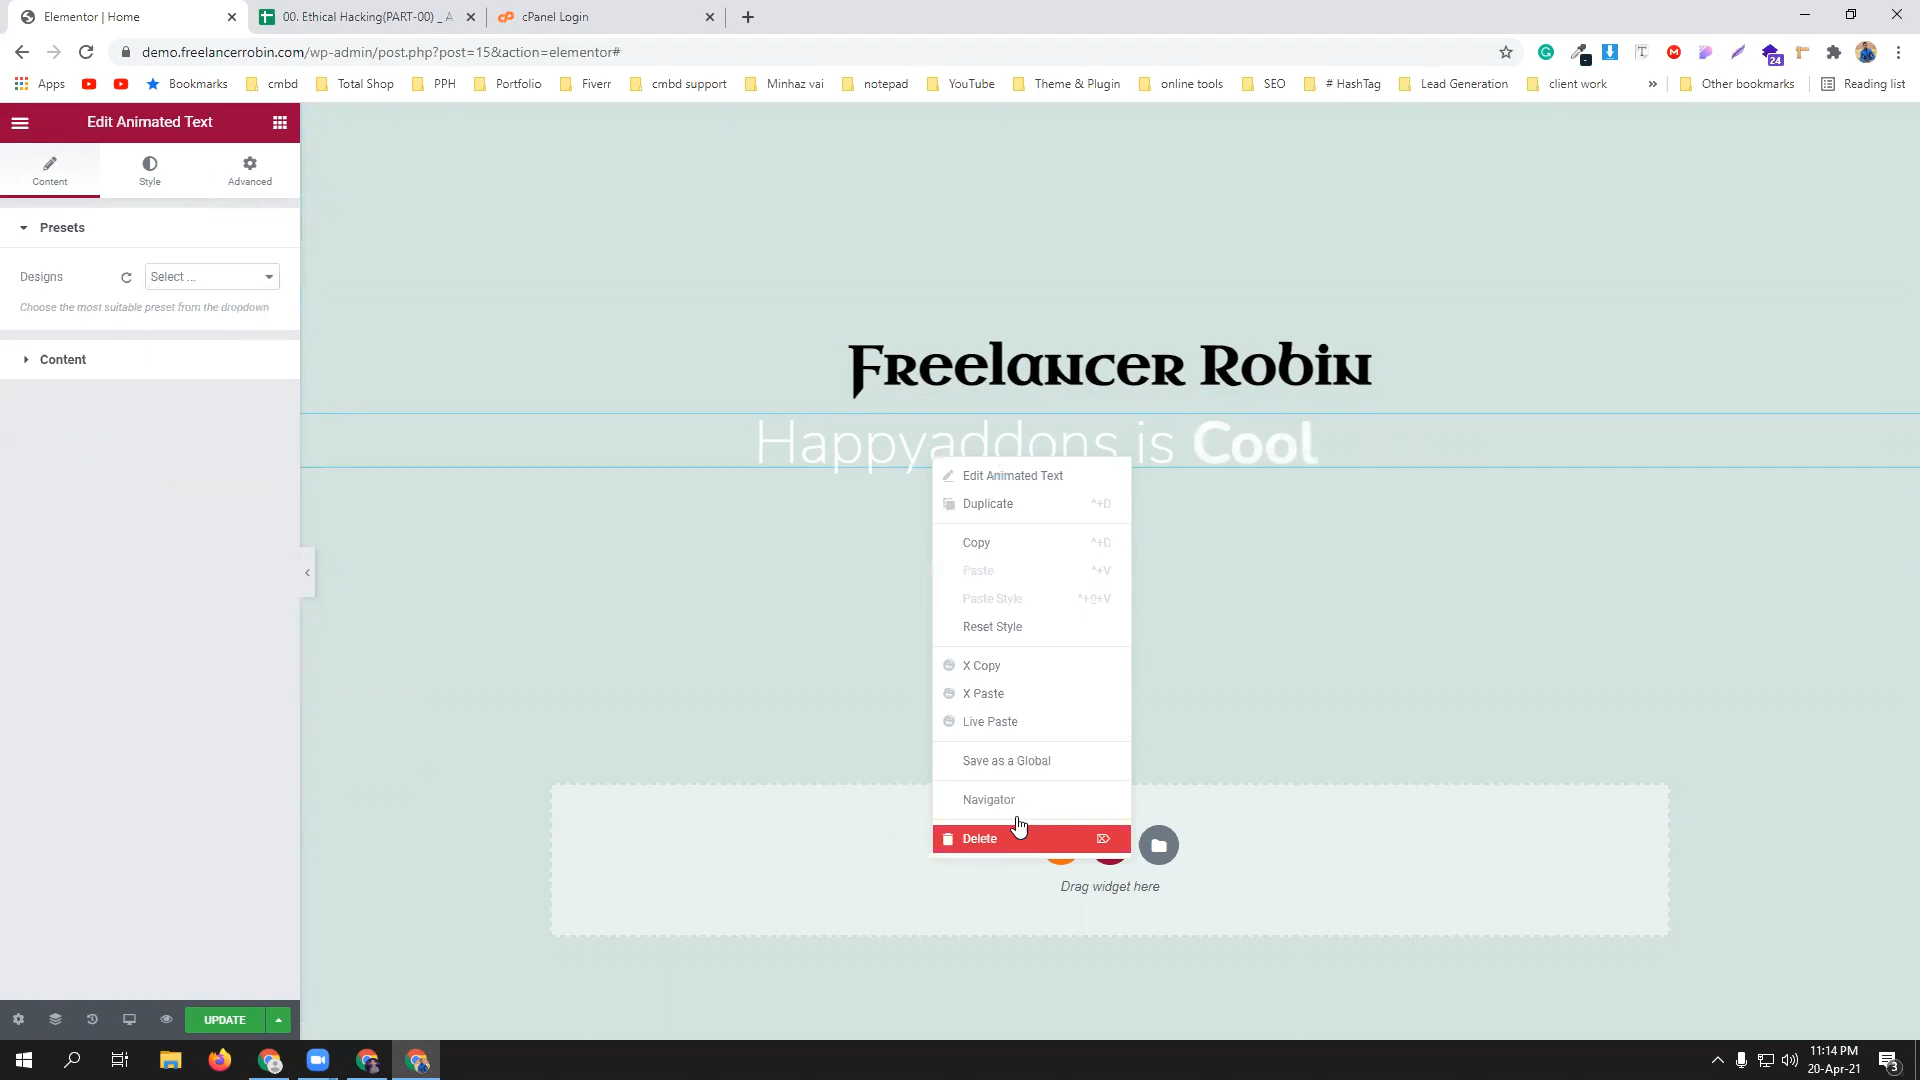 Elementor | Home
00. Ethical Hacking(PART-00) _ A
cPanel Login
demo.freelancerrobin.com/wp-admin/post.php?post=15&action=elementor#
24
Apps
Bookmarks
cmbd
Total Shop
PPH
Portfolio
Fiverr
cmbd support
Minhaz vai
notepad
YouTube
Theme & Plugin
online tools
SEO
# HashTag
Lead Generation
client work
»
Other bookmarks
Reading list
Edit Animated Text
Content
Style
Advanced
Presets
Designs
Select ...
Choose the most suitable preset from the dropdown
Content
Freelancer Robin
Happyaddons is Cool
Edit Animated Text
Duplicate ^+D
Copy ^+D
Paste ^+V
Paste Style ^+⇧+V
Reset Style
X Copy
X Paste
Live Paste
Save as a Global
Navigator
Delete ⌦
Drag widget here
UPDATE
11:14 PM
20-Apr-21
3